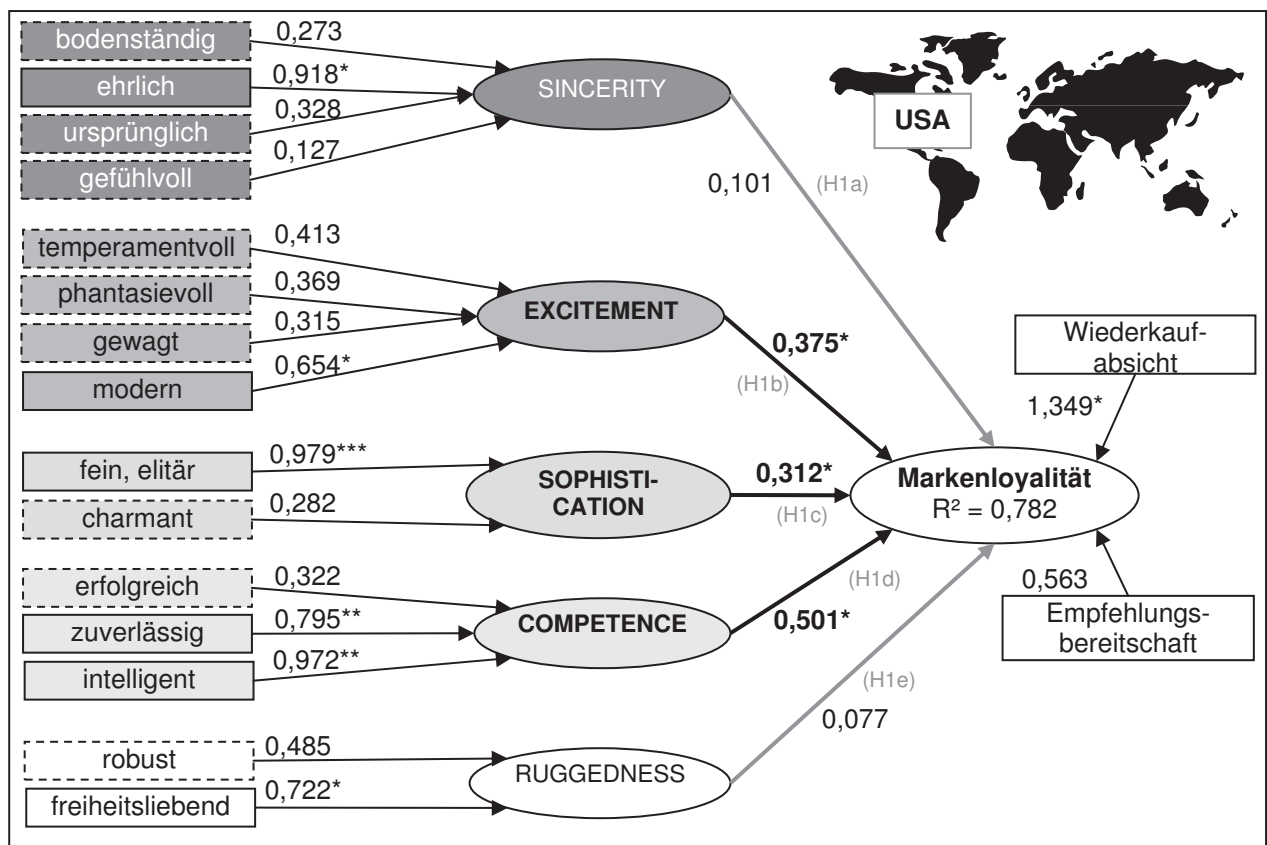 bodenständig
0,273
ehrlich
0,918*
ursprünglich
0,328
gefühlvoll
0,127
SINCERITY
USA
0,101
(H1a)
temperamentvoll
0,413
phantasievoll
0,369
gewagt
0,315
modern
0,654*
EXCITEMENT
0,375*
(H1b)
Wiederkauf-
absicht
1,349*
fein, elitär
0,979***
charmant
0,282
SOPHISTI-
CATION
0,312*
(H1c)
Markenloyalität
R² = 0,782
erfolgreich
0,322
zuverlässig
0,795**
intelligent
0,972**
COMPETENCE
(H1d)
0,501*
0,563
Empfehlungs-
bereitschaft
(H1e)
0,077
robust
0,485
freiheitsliebend
0,722*
RUGGEDNESS